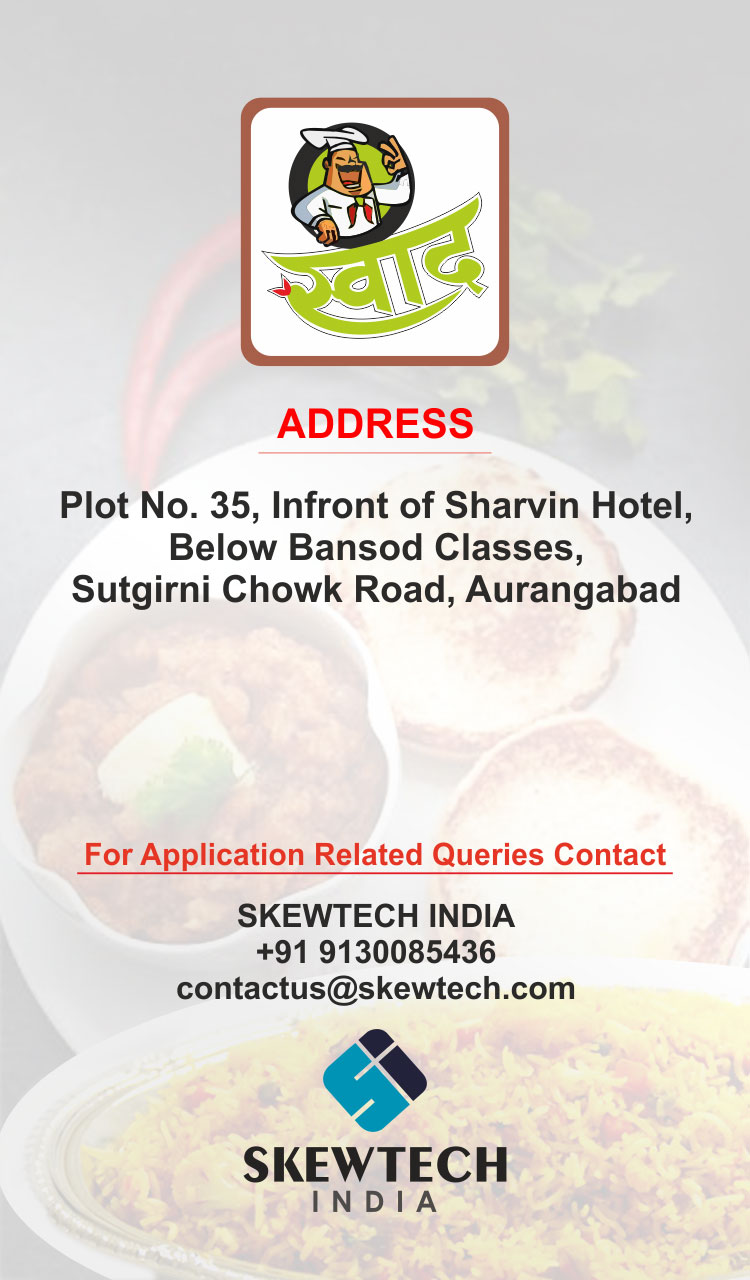 स्वाद
ADDRESS
Plot No. 35, Infront of Sharvin Hotel,
Below Bansod Classes,
Sutgirni Chowk Road, Aurangabad
For Application Related Queries Contact
SKEWTECH INDIA
+91 9130085436
contactus@skewtech.com
SKEWTECH
INDIA